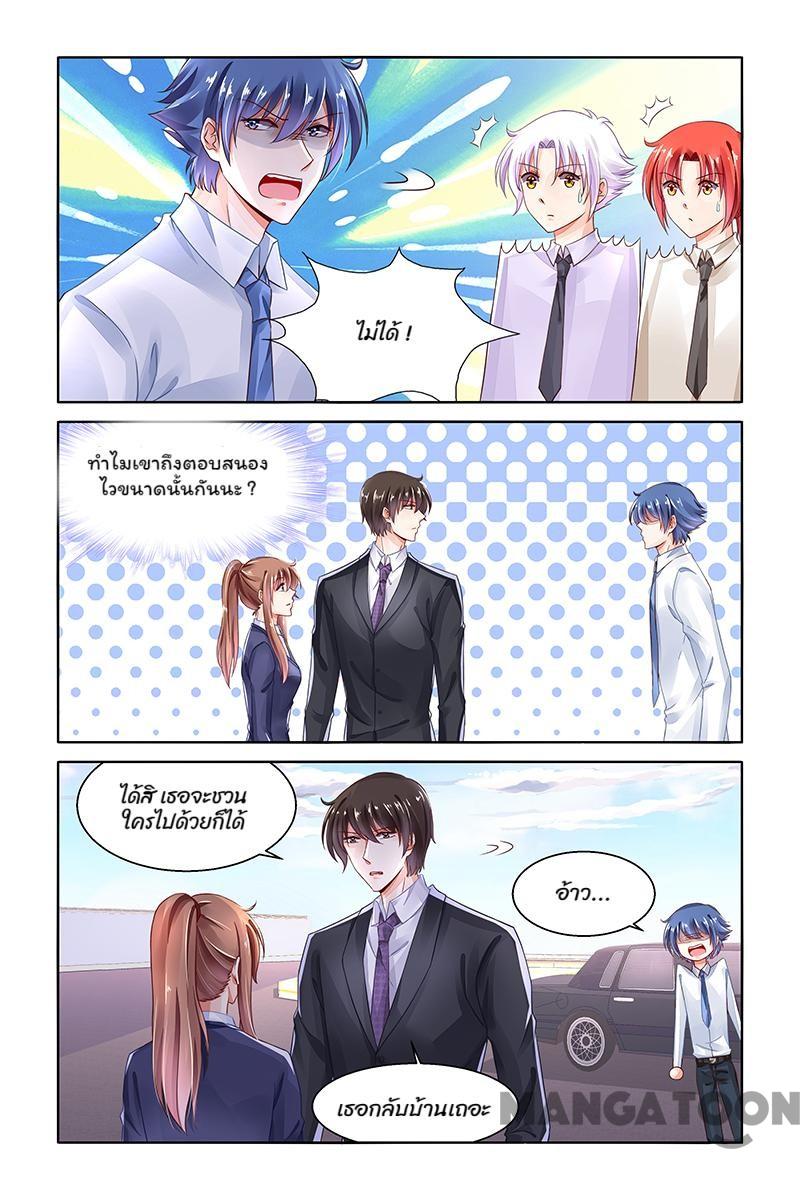 ไม่ได้ !
ทำไมเขาถึงตอบสนอง
ไวขนาดนั้นกันนะ ?
ได้สิ เธอจะชวน
ใครไปด้วยก็ได้
อ้าว...
เธอกลับบ้านเถอะ
MANGATOON